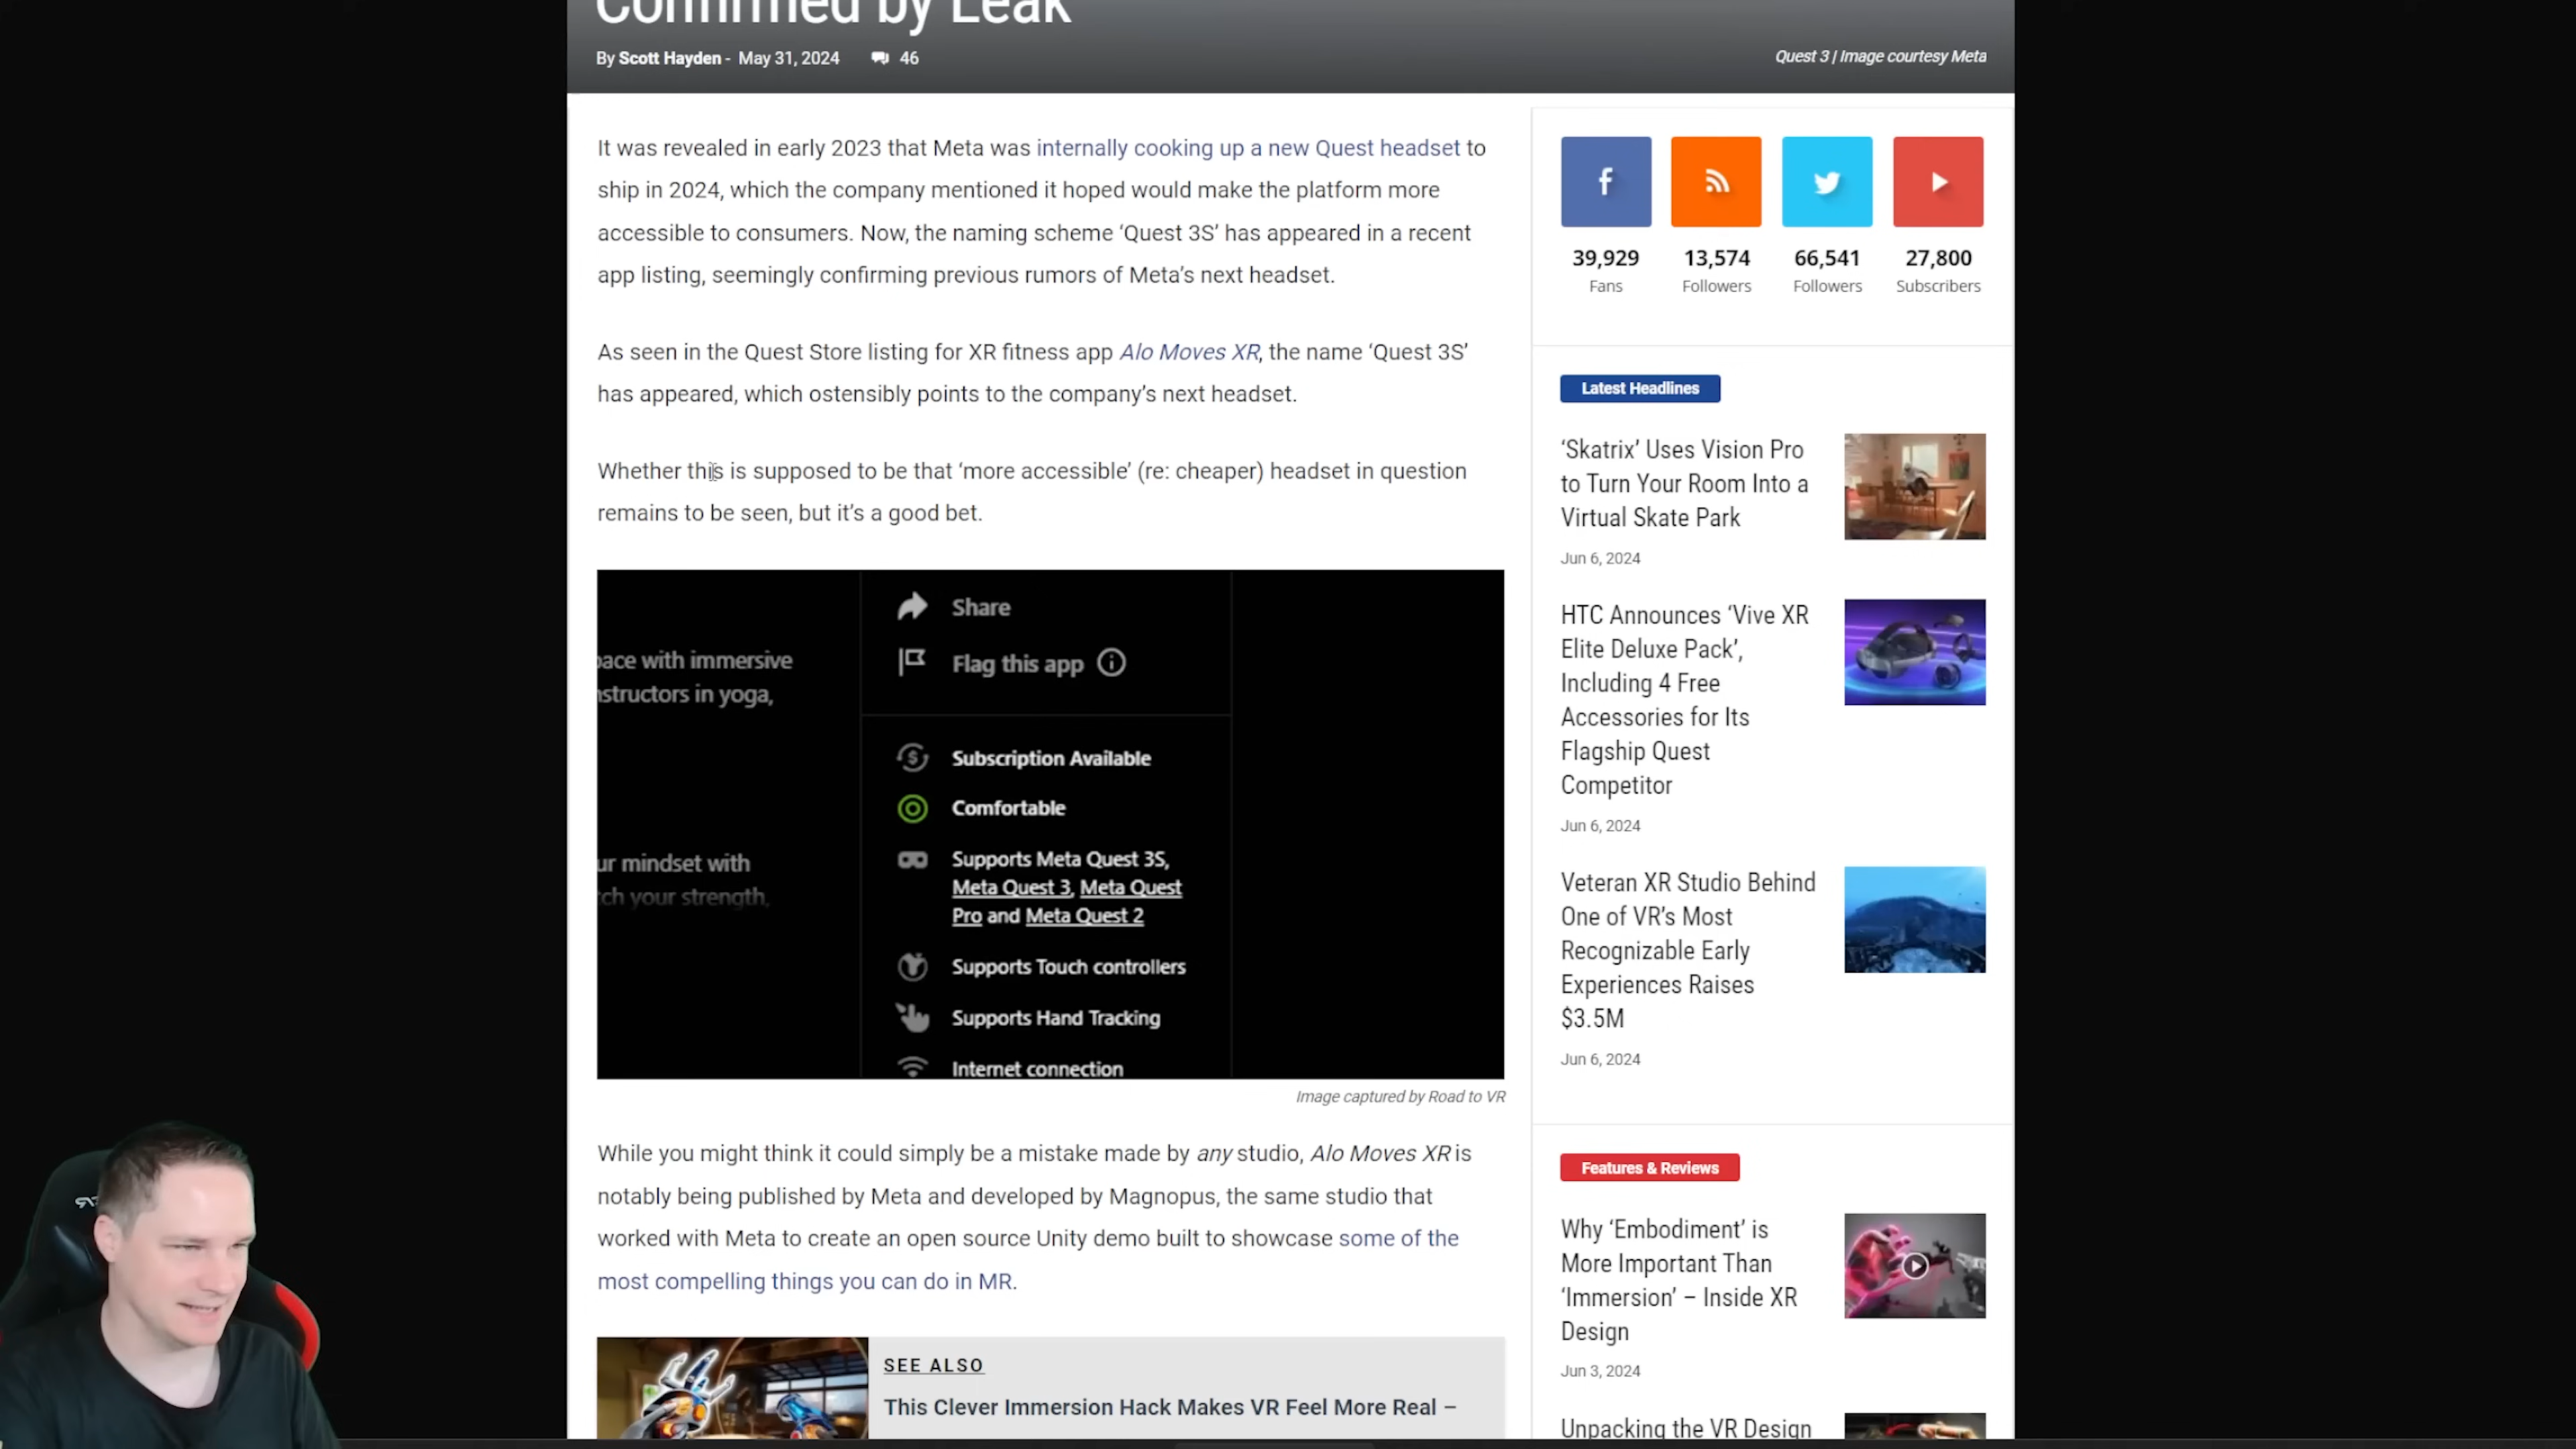 Confirmed by Leak
By Scott Hayden - May 31, 2024 46
Quest 3 | Image courtesy Meta
It was revealed in early 2023 that Meta was internally cooking up a new Quest headset to
ship in 2024, which the company mentioned it hoped would make the platform more
accessible to consumers. Now, the naming scheme ‘Quest 3S’ has appeared in a recent
app listing, seemingly confirming previous rumors of Meta’s next headset.
As seen in the Quest Store listing for XR fitness app Alo Moves XR, the name ‘Quest 3S’
has appeared, which ostensibly points to the company’s next headset.
Whether this is supposed to be that ‘more accessible’ (re: cheaper) headset in question
remains to be seen, but it’s a good bet.
Share
Flag this app
pace with immersive
nstructors in yoga,
Subscription Available
Comfortable
ur mindset with
rch your strength,
Supports Meta Quest 3S,
Meta Quest 3, Meta Quest
Pro and Meta Quest 2
Supports Touch controllers
Supports Hand Tracking
Internet connection
Image captured by Road to VR
While you might think it could simply be a mistake made by any studio, Alo Moves XR is
notably being published by Meta and developed by Magnopus, the same studio that
worked with Meta to create an open source Unity demo built to showcase some of the
most compelling things you can do in MR.
SEE ALSO
This Clever Immersion Hack Makes VR Feel More Real –
39,929 13,574 66,541 27,800
Fans Followers Followers Subscribers
Latest Headlines
‘Skatrix’ Uses Vision Pro
to Turn Your Room Into a
Virtual Skate Park
Jun 6, 2024
HTC Announces ‘Vive XR
Elite Deluxe Pack’,
Including 4 Free
Accessories for Its
Flagship Quest
Competitor
Jun 6, 2024
Veteran XR Studio Behind
One of VR’s Most
Recognizable Early
Experiences Raises
$3.5M
Jun 6, 2024
Features & Reviews
Why ‘Embodiment’ is
More Important Than
‘Immersion’ – Inside XR
Design
Jun 3, 2024
Unpacking the VR Design